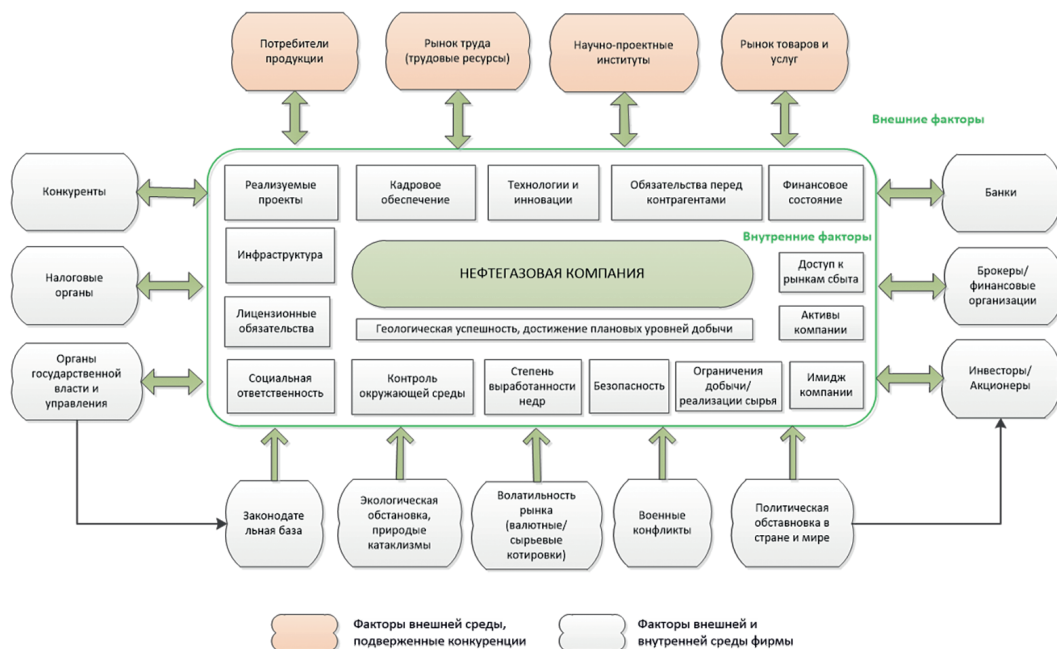 Потребители
продукции
Рынок труда
(трудовые ресурсы)
Научно-проектные
институты
Рынок товаров и
услуг
Внешние факторы
Конкуренты
Реализуемые
проекты
Кадровое
обеспечение
Технологии и
инновации
Обязательства перед
контрагентами
Финансовое
состояние
Банки
Инфраструктура
Внутренние факторы
НЕФТЕГАЗОВАЯ КОМПАНИЯ
Налоговые
органы
Доступ к
рынкам сбыта
Брокеры/
финансовые
организации
Лицензионные
обязательства
Геологическая успешность, достижение плановых уровней добычи
Активы
компании
Органы
государственной
власти и
управления
Социальная
ответственность
Контроль
окружающей среды
Степень
выработанности
недр
Безопасность
Ограничения
добычи/
реализации сырья
Имидж
компании
Инвесторы/
Акционеры
Законодате
льная база
Экологическая
обстановка,
природые
катаклизмы
Волатильность
рынка
(валютные/
сырьевые
котировки)
Военные
конфликты
Политическая
обставновка в
стране и мире
Факторы внешней среды,
подверженные конкуренции
Факторы внешней и
внутренней среды фирмы